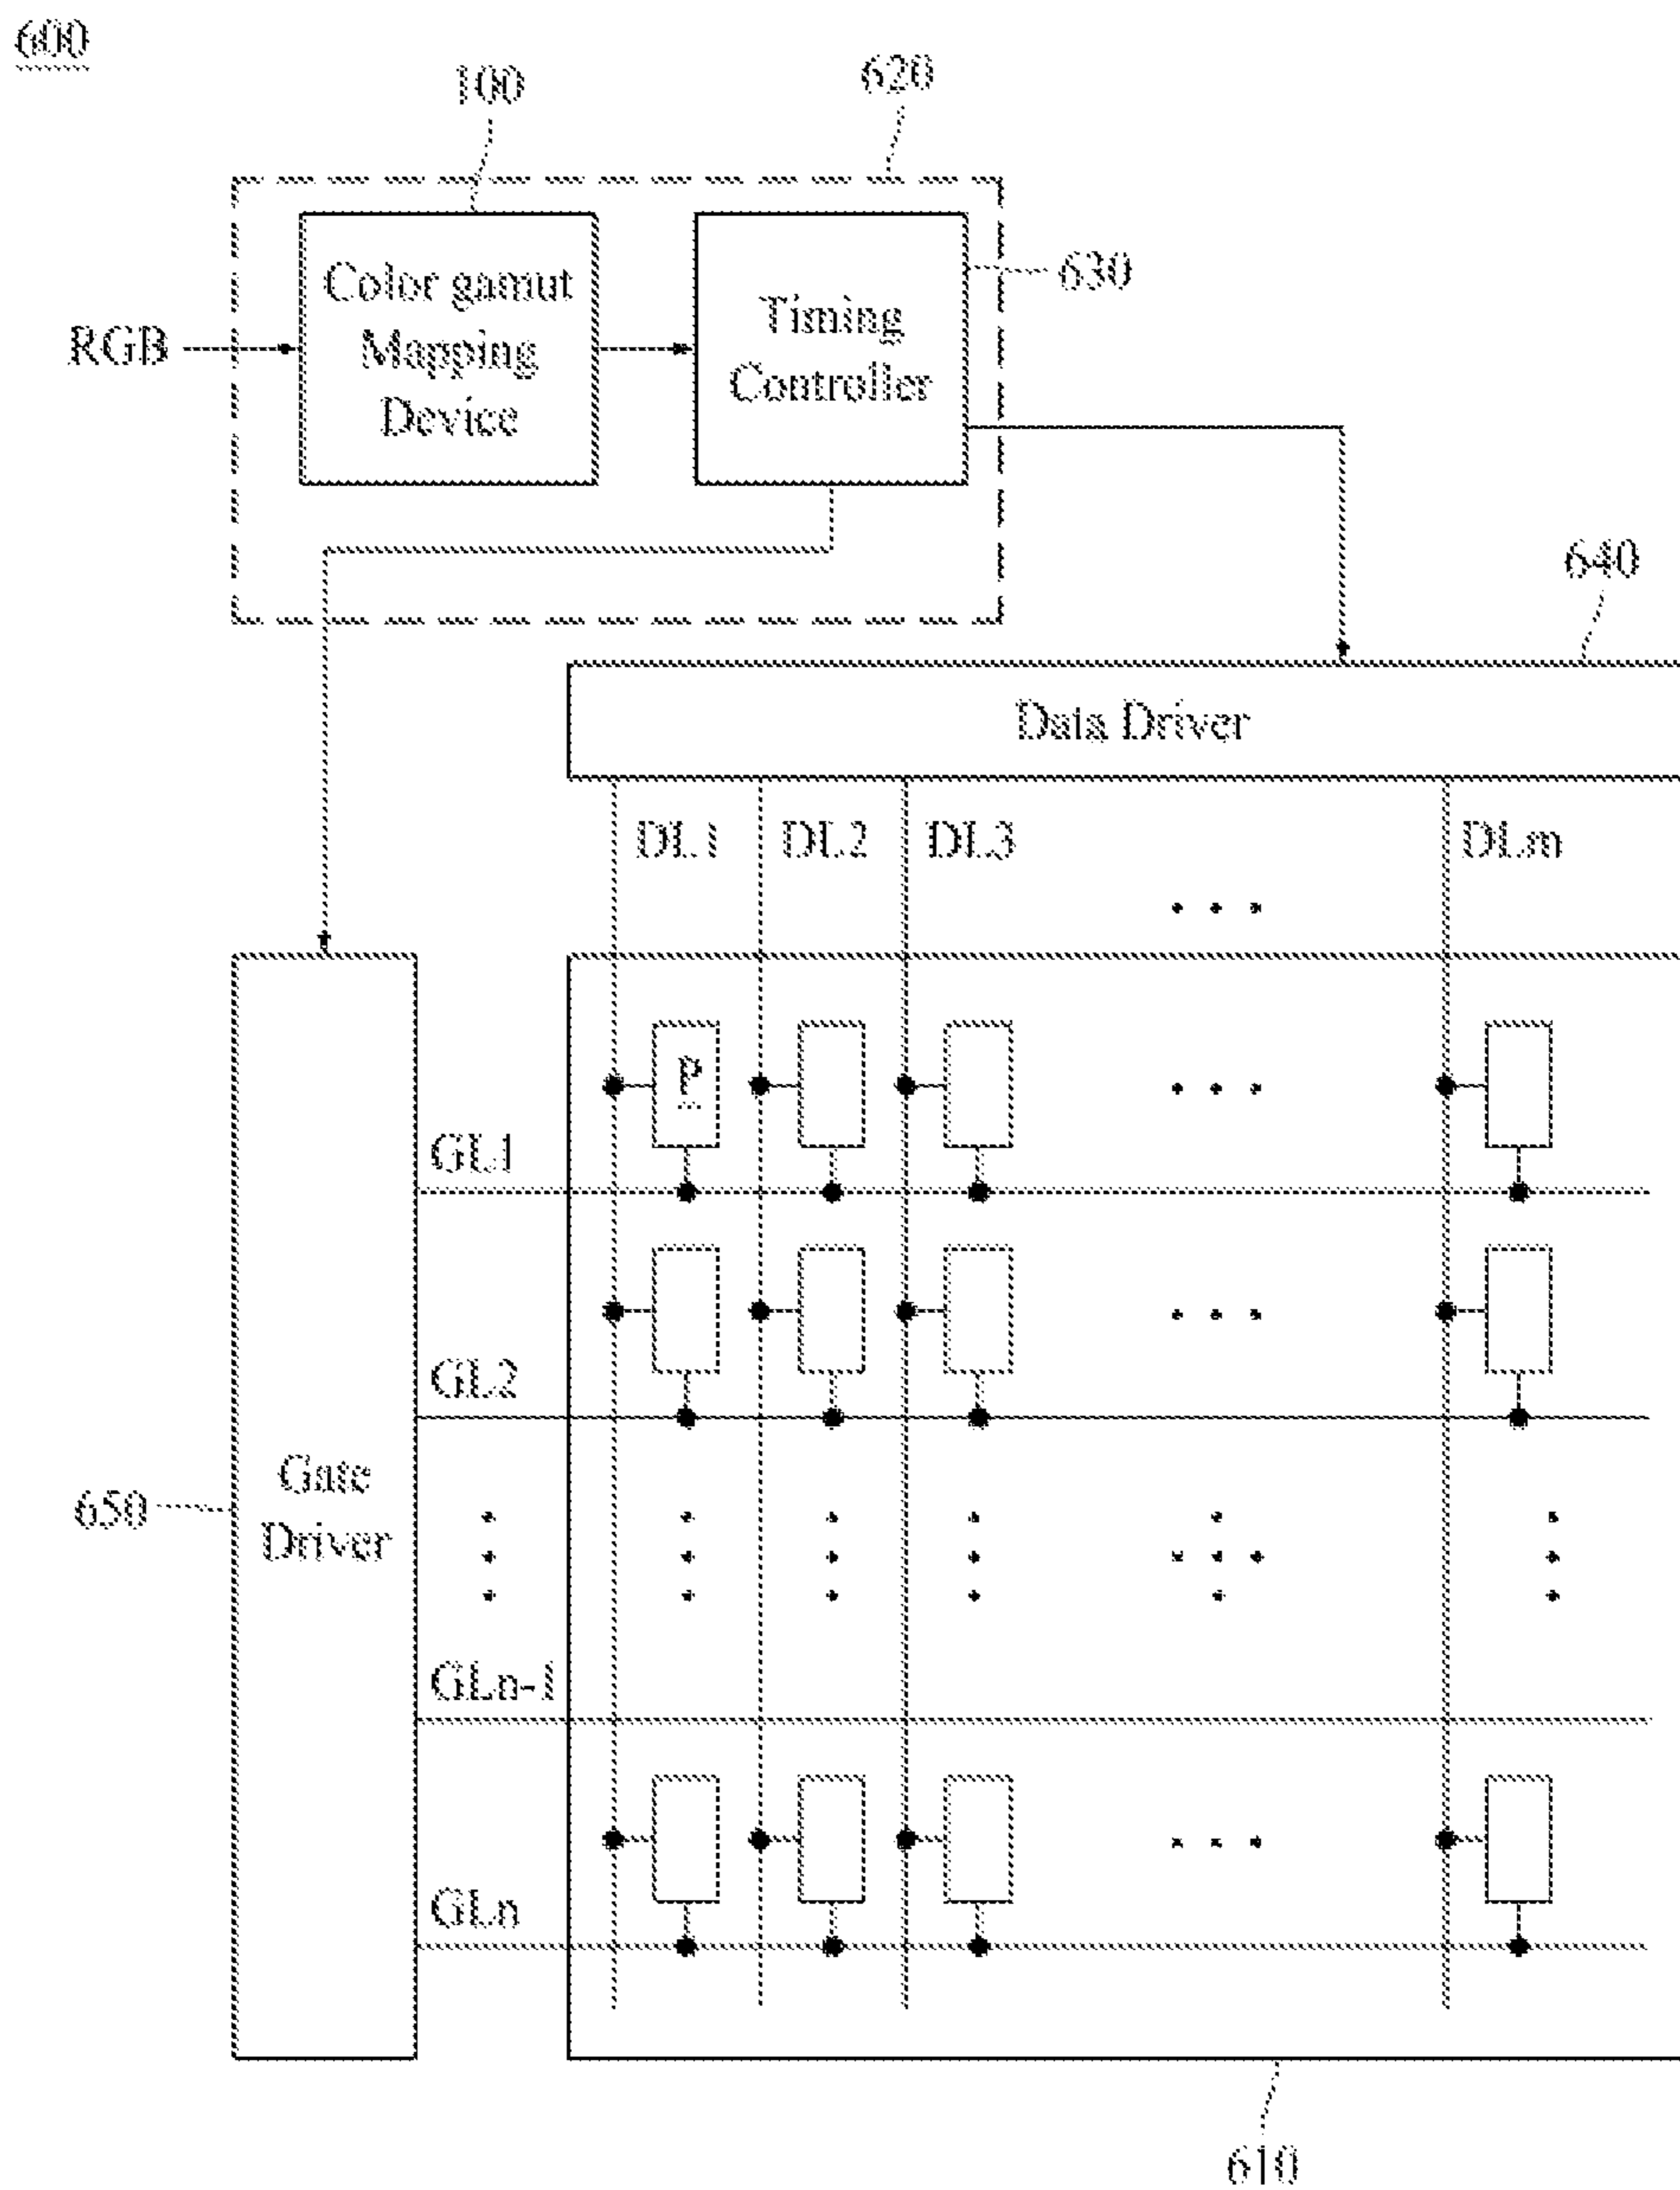 600
100
620
Color gamut
Mapping
Device
Timing
Controller
630
RGB
640
Data Driver
DL1
DL2
DL3
DLm
P
GL1
GL2
Gate
Driver
650
GLn-1
GLn
610